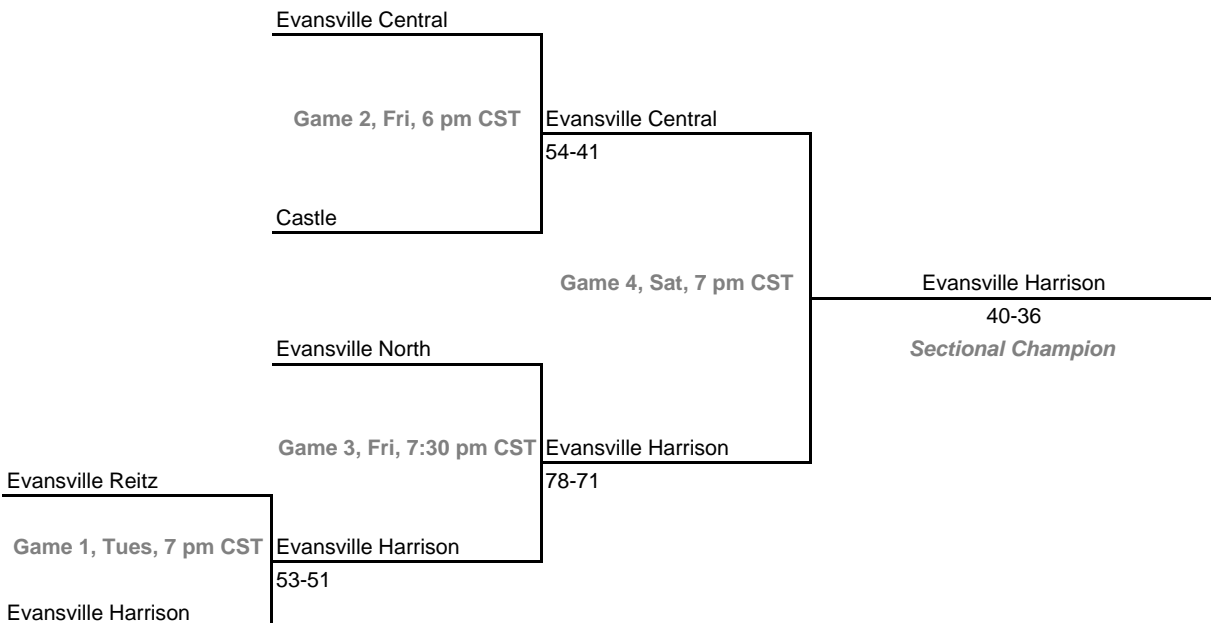 Evansville Central
Game 2, Fri, 6 pm CST
Evansville Central
54-41
Castle
Game 4, Sat, 7 pm CST
Evansville Harrison
40-36
Evansville North
Sectional Champion
Game 3, Fri, 7:30 pm CST
Evansville Harrison
Evansville Reitz
78-71
Game 1, Tues, 7 pm CST
Evansville Harrison
53-51
Evansville Harrison